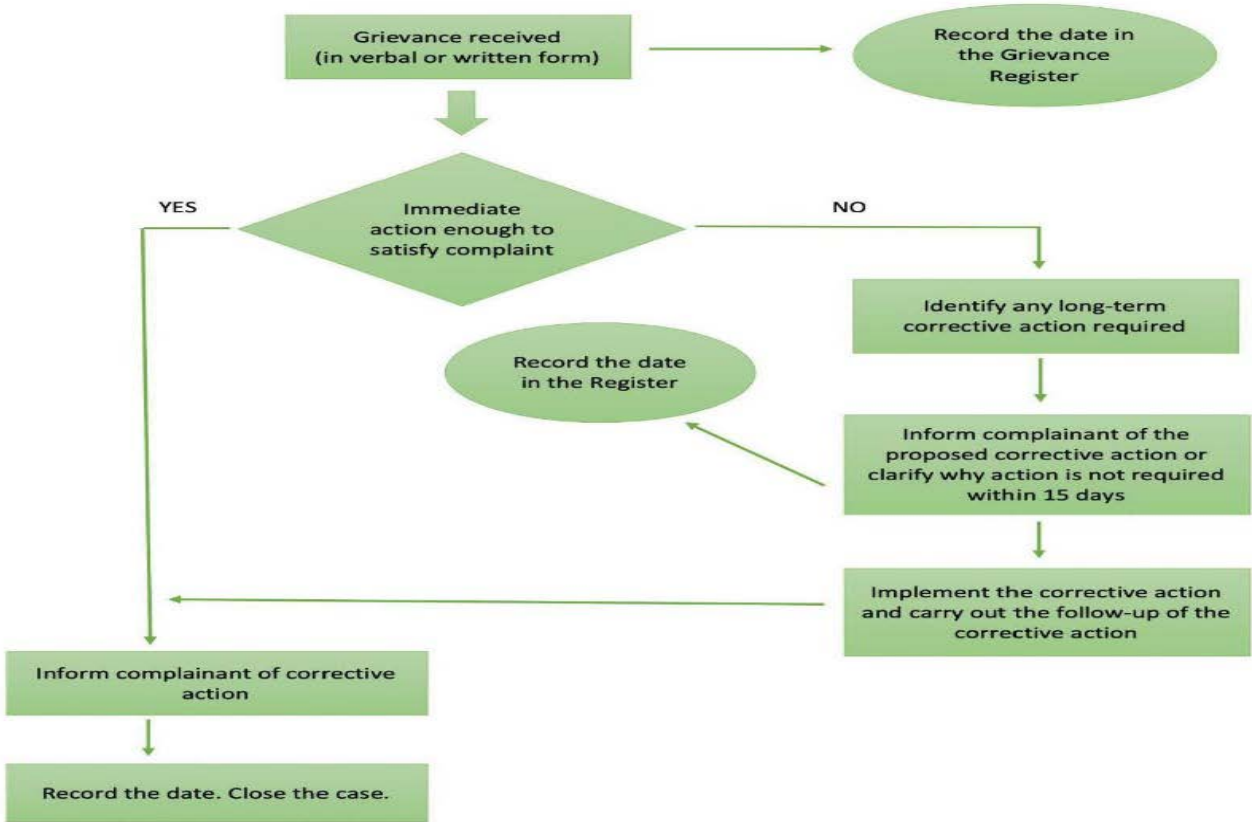 Grievance received
(in verbal or written form)
Record the date in
the Grievance
Register
YES
Immediate
action enough to
satisfy complaint
NO
Identify any long-term
corrective action required
Record the date
in the Register
Inform complainant of the
proposed corrective action or
clarify why action is not required
within 15 days
Implement the corrective action
and carry out the follow-up of the
corrective action
Inform complainant of corrective
action
Record the date. Close the case.